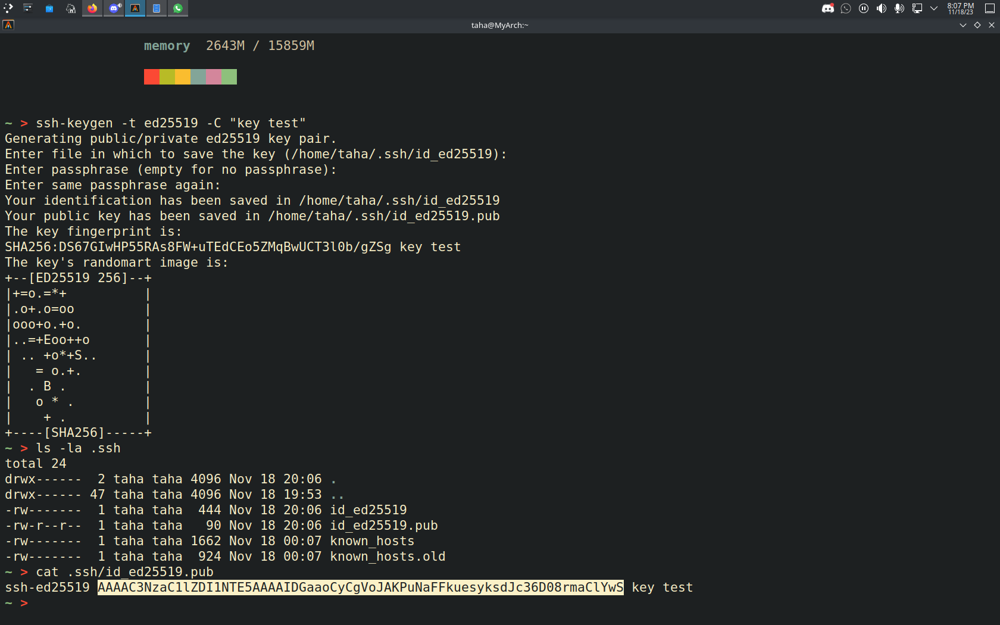 8:07 PM
11/18/23
taha@MyArch:~
memory  2643M / 15859M
~ > ssh-keygen -t ed25519 -C "key test"
Generating public/private ed25519 key pair.
Enter file in which to save the key (/home/taha/.ssh/id_ed25519):
Enter passphrase (empty for no passphrase):
Enter same passphrase again:
Your identification has been saved in /home/taha/.ssh/id_ed25519
Your public key has been saved in /home/taha/.ssh/id_ed25519.pub
The key fingerprint is:
SHA256:DS67GIwHP55RAs8FW+uTEdCEo5ZMqBwUCT3l0b/gZSg key test
The key's randomart image is:
+--[ED25519 256]--+
|+=o.=*+          |
|.o+.o=oo         |
|ooo+o.+o.        |
|..=+Eoo++o       |
| .. +o*+S..      |
|   = o.+.        |
|  . B .          |
|   o * .         |
|    + .          |
+----[SHA256]-----+
~ > ls -la .ssh
total 24
drwx------  2 taha taha 4096 Nov 18 20:06 .
drwx------ 47 taha taha 4096 Nov 18 19:53 ..
-rw-------  1 taha taha  444 Nov 18 20:06 id_ed25519
-rw-r--r--  1 taha taha   90 Nov 18 20:06 id_ed25519.pub
-rw-------  1 taha taha 1662 Nov 18 00:07 known_hosts
-rw-------  1 taha taha  924 Nov 18 00:07 known_hosts.old
~ > cat .ssh/id_ed25519.pub
ssh-ed25519 AAAAC3NzaC1lZDI1NTE5AAAAIDGaaoCyCgVoJAKPuNaFFkuesyksdJc36D08rmaClYwS key test
~ >